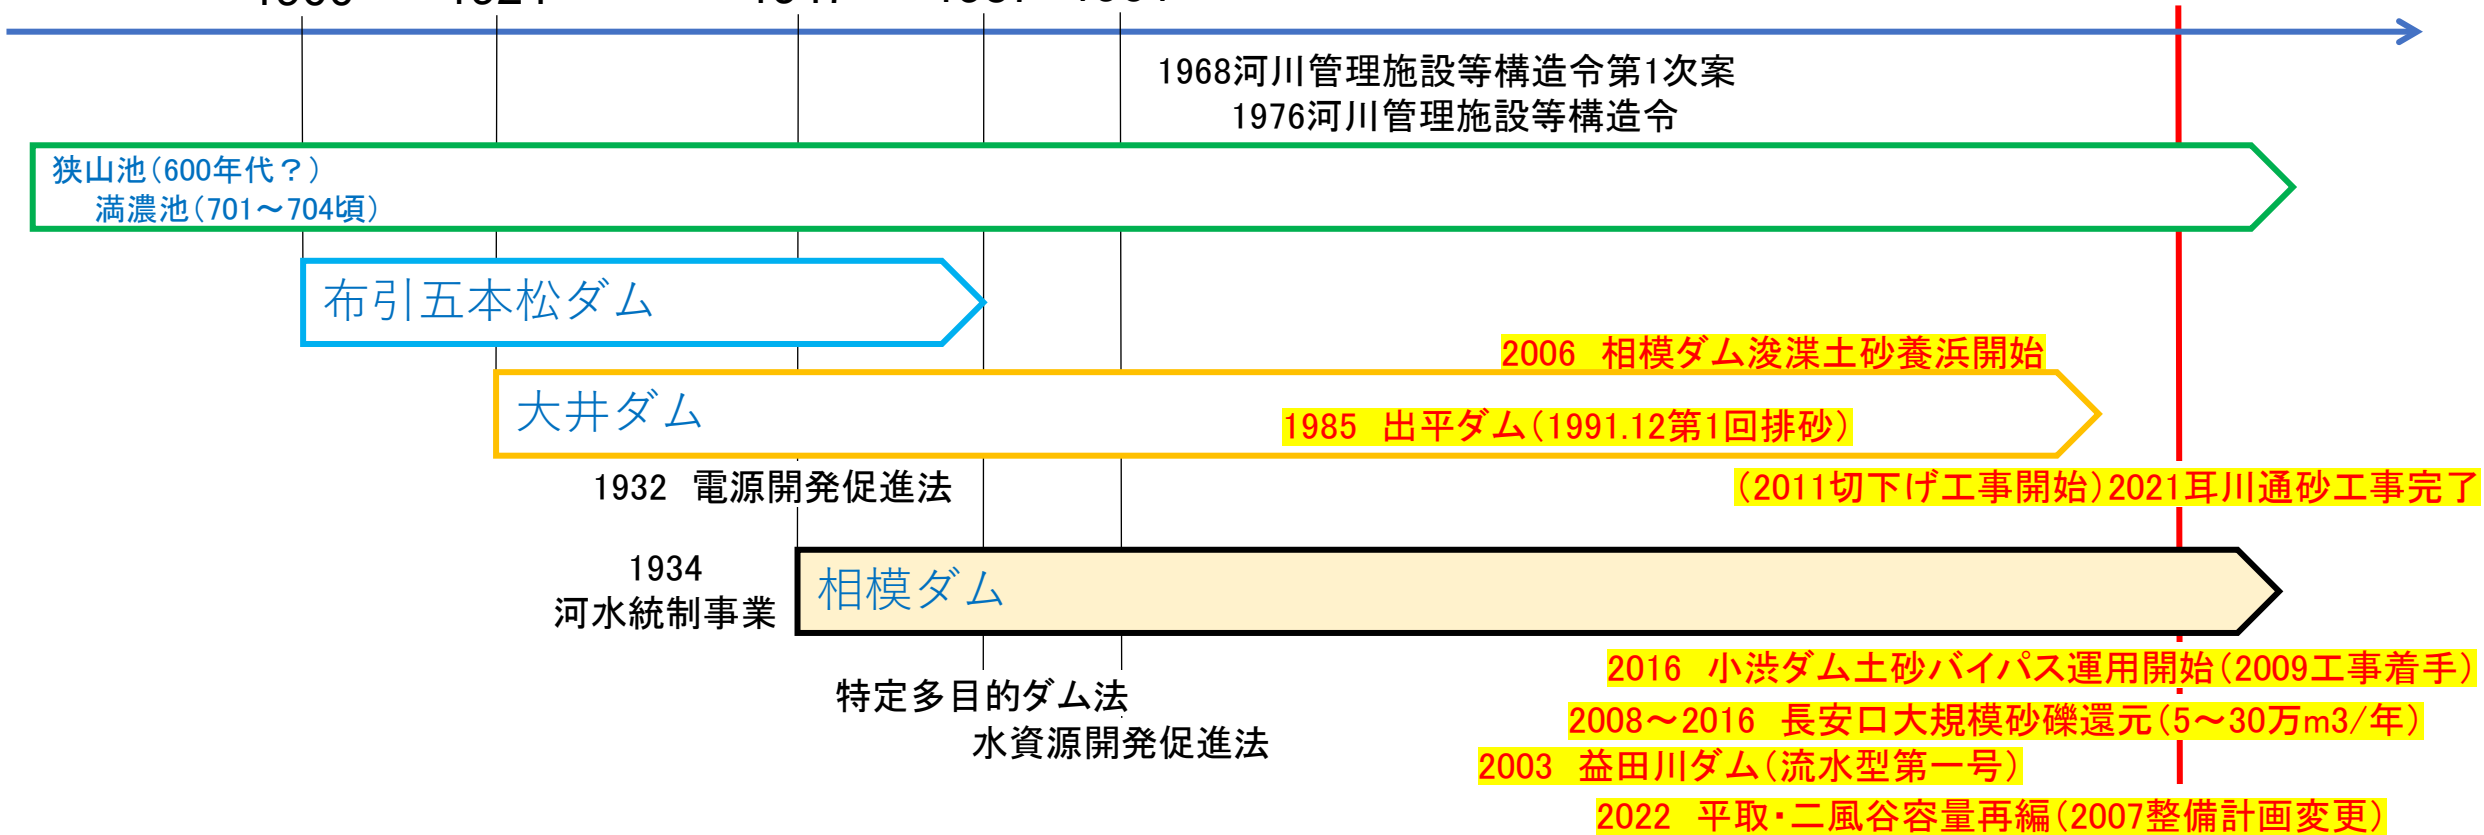 1968河川管理施設等構造令第1次案
1976河川管理施設等構造令
狭山池(600年代？)
満濃池(701～704頃)
布引五本松ダム
2006 相模ダム浚渫土砂養浜開始
大井ダム
1985 出平ダム(1991.12第1回排砂)
1932 電源開発促進法
(2011切下げ工事開始)2021耳川通砂工事完了
1934
河水統制事業
相模ダム
2016 小渋ダム土砂バイパス運用開始(2009工事着手)
特定多目的ダム法
2008～2016 長安口大規模砂礫還元(5～30万m3/年)
水資源開発促進法
2003 益田川ダム(流水型第一号)
2022 平取・二風谷容量再編(2007整備計画変更)